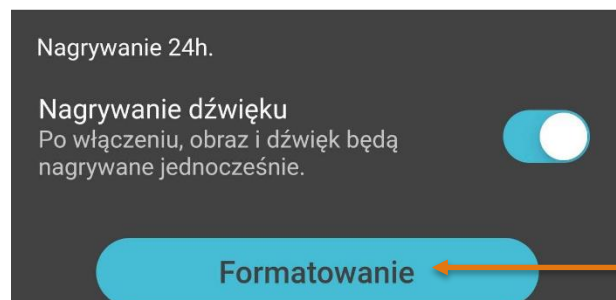 Nagrywanie 24h.
Nagrywanie dźwięku
Po włączeniu, obraz i dźwięk będą
nagrywane jednocześnie.
Formatowanie